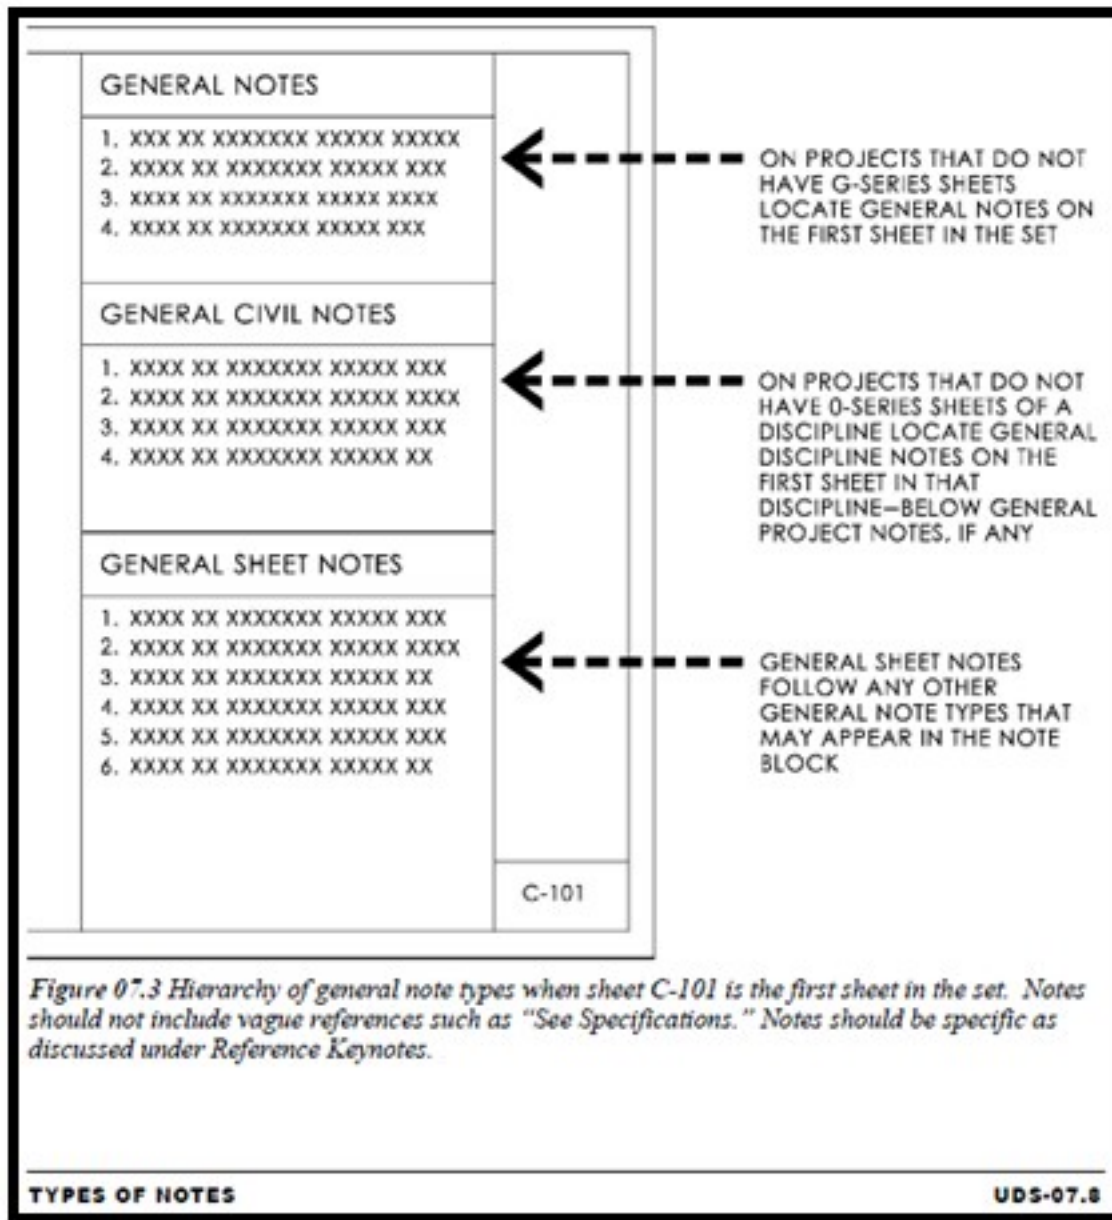 GENERAL NOTES
1. XXX XX XXXXXXX XXXXX XXXXX
2. XXXX XX XXXXXXX XXXXX XXX
3. XXXX XX XXXXXXX XXXXX XXXX
4. XXXX XX XXXXXXX XXXXX XXX
ON PROJECTS THAT DO NOT
HAVE G-SERIES SHEETS
LOCATE GENERAL NOTES ON
THE FIRST SHEET IN THE SET
GENERAL CIVIL NOTES
1. XXXX XX XXXXXXX XXXXX XXX
2. XXXX XX XXXXXXX XXXXX XXXX
3. XXXX XX XXXXXXX XXXXX XXX
4. XXXX XX XXXXXXX XXXXX XX
ON PROJECTS THAT DO NOT
HAVE 0-SERIES SHEETS OF A
DISCIPLINE LOCATE GENERAL
DISCIPLINE NOTES ON THE
FIRST SHEET IN THAT
DISCIPLINE—BELOW GENERAL
PROJECT NOTES, IF ANY
GENERAL SHEET NOTES
1. XXXX XX XXXXXXX XXXXX XXX
2. XXXX XX XXXXXXX XXXXX XXXX
3. XXXX XX XXXXXXX XXXXX XX
4. XXXX XX XXXXXXX XXXXX XXX
5. XXXX XX XXXXXXX XXXXX XXX
6. XXXX XX XXXXXXX XXXXX XX
GENERAL SHEET NOTES
FOLLOW ANY OTHER
GENERAL NOTE TYPES THAT
MAY APPEAR IN THE NOTE
BLOCK
C-101
Figure 07.3 Hierarchy of general note types when sheet C-101 is the first sheet in the set. Notes
should not include vague references such as “See Specifications.” Notes should be specific as
discussed under Reference Keynotes.
TYPES OF NOTES
UDS-07.8